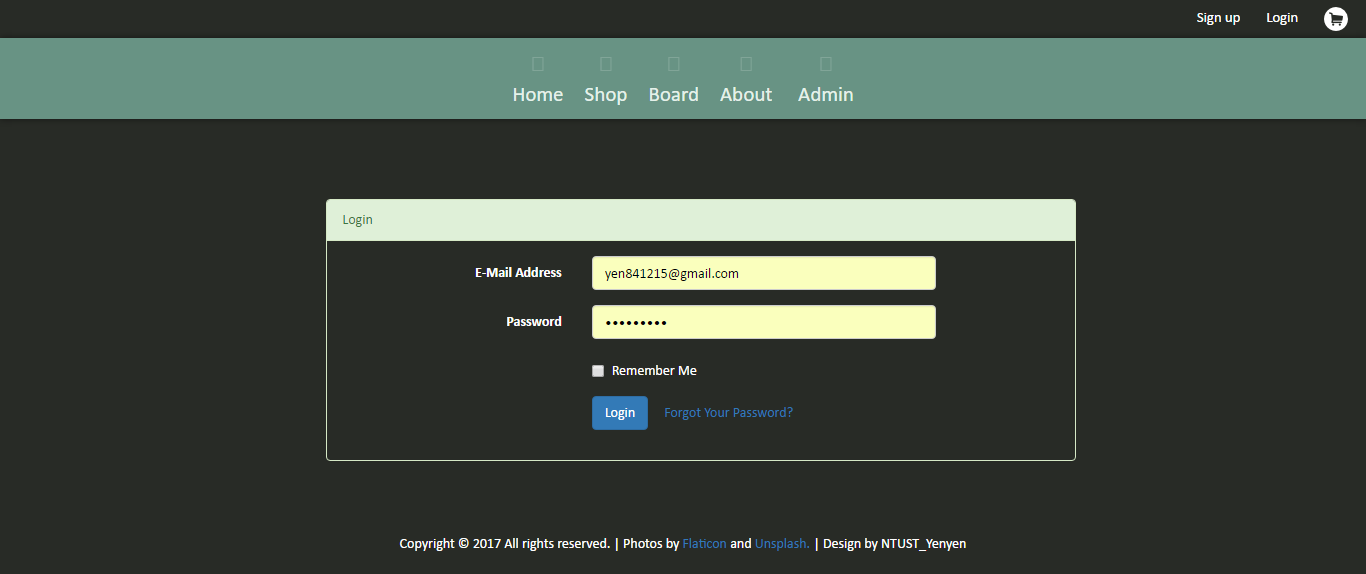 Sign up Login
Home Shop Board About Admin
Login
E-Mail Address yen841215@gmail.com
Password •••••••••
Remember Me
Login Forgot Your Password?
Copyright © 2017 All rights reserved. | Photos by Flaticon and Unsplash. | Design by NTUST_Yenyen